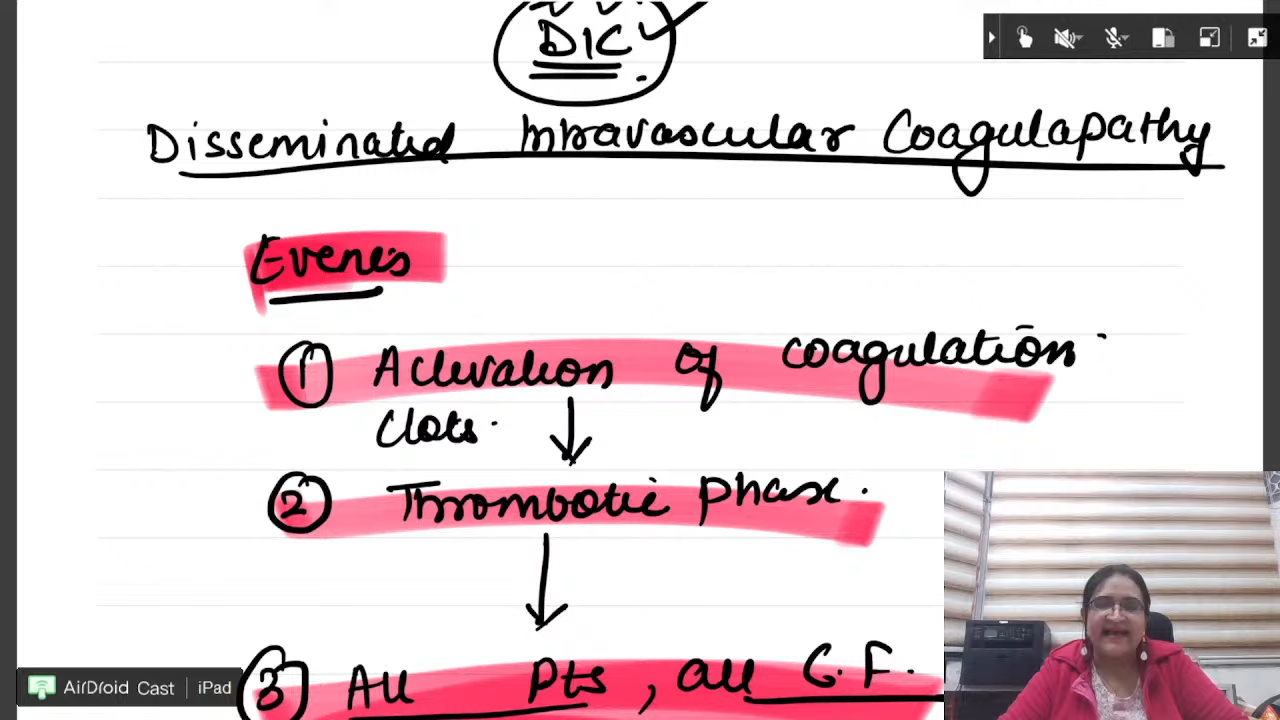 DIC
Disseminated Intravascular Coagulapathy
Events
1 Activation of coagulation
Clots.
2 Thrombotic phase.
3 All Pts, all C.F.
AirDroid Cast | iPad